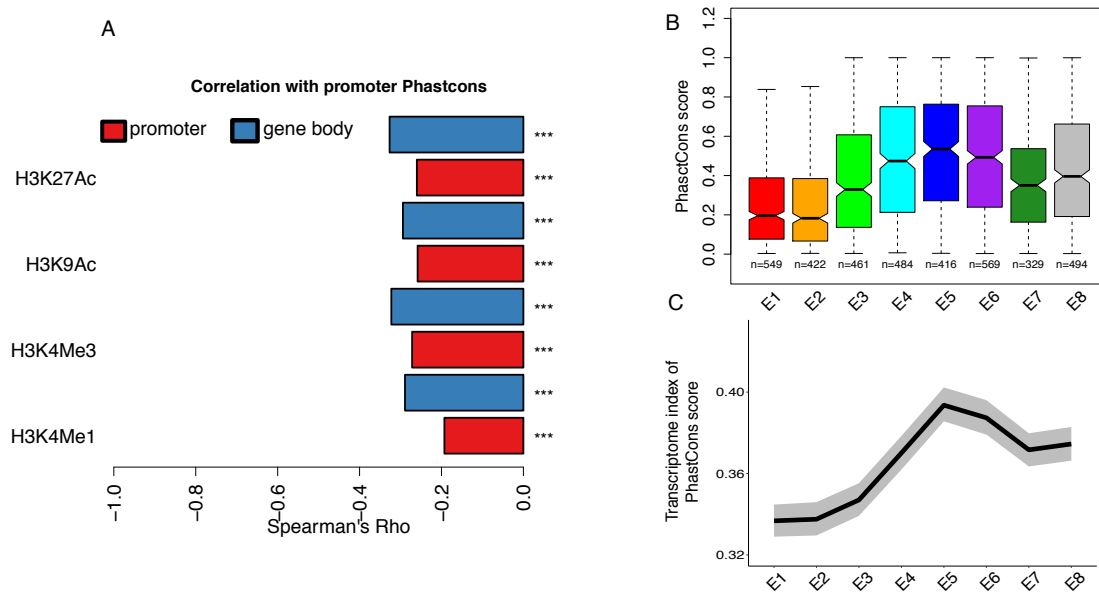 A
Correlation with promoter Phastcons
promoter
gene body
***
H3K27Ac
***
***
H3K9Ac
***
***
H3K4Me3
***
***
H3K4Me1
***
−1.0
−0.8
−0.6
−0.4
−0.2
0.0
Spearman's Rho
B
PhasctCons score
1.2
1.0
0.8
0.6
0.4
0.2
0.0
n=549 n=422 n=461 n=484 n=416 n=569 n=329 n=494
E1 E2 E3 E4 E5 E6 E7 E8
C
Transcriptome index of
PhastCons score
0.40
0.36
0.32
E1 E2 E3 E4 E5 E6 E7 E8